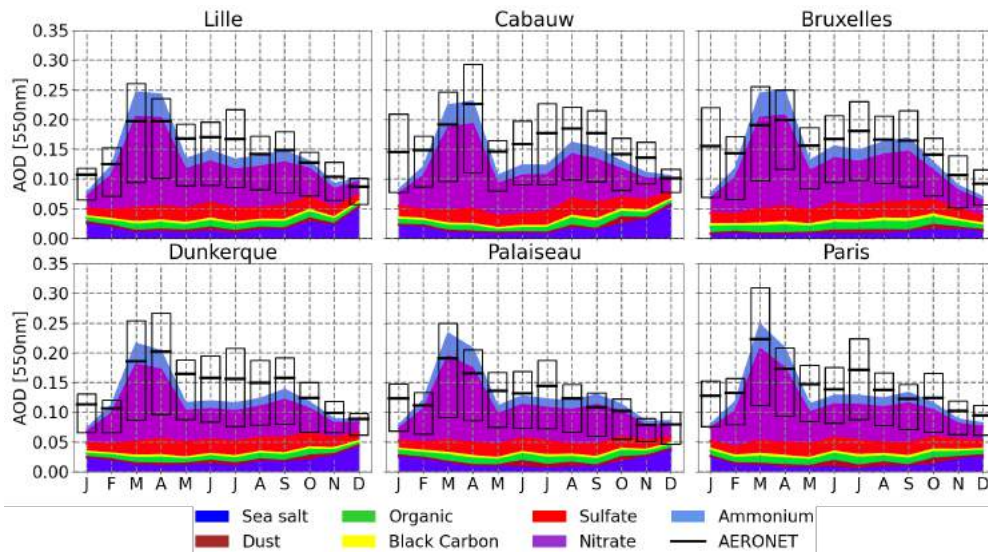 Lille Cabauw Bruxelles
AOD [550nm]
0.35
0.30
0.25
0.20
0.15
0.10
0.05
0.00
Dunkerque Palaiseau Paris
AOD [550nm]
0.35
0.30
0.25
0.20
0.15
0.10
0.05
0.00
J F M A M J J A S O N D J F M A M J J A S O N D J F M A M J J A S O N D
Sea salt Organic Sulfate Ammonium
Dust Black Carbon Nitrate AERONET